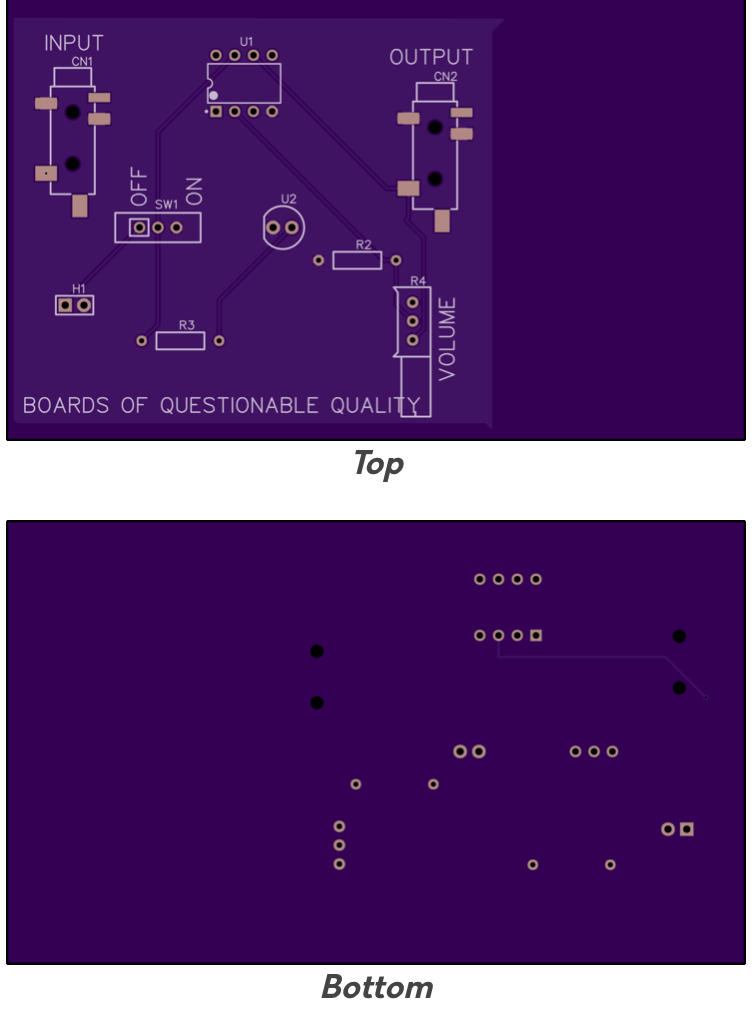 INPUT
CN1
U1
OUTPUT
CN2
OFF
ON
SW1
U2
R2
H1
R4
VOLUME
R3
BOARDS OF QUESTIONABLE QUALITY
Top
Bottom